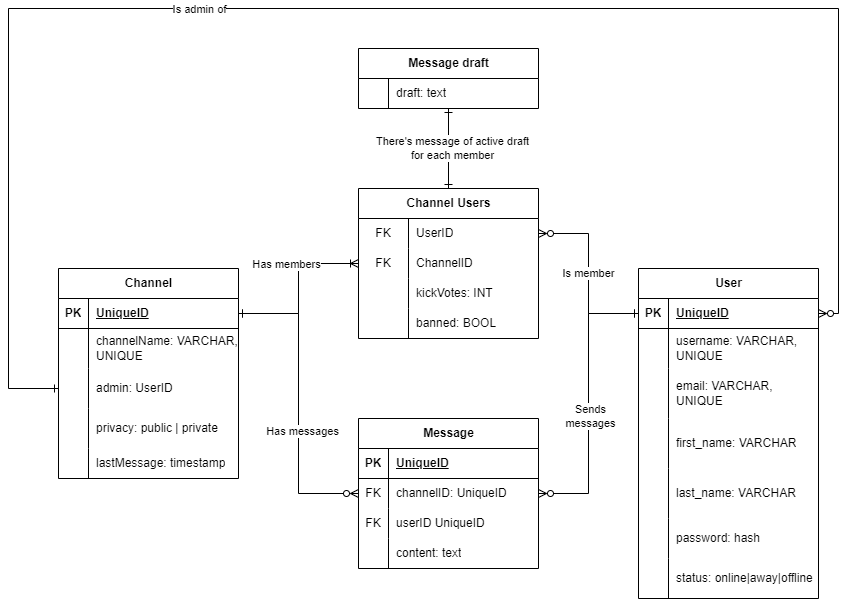 Is admin of
Message draft
draft: text
There's message of active draft
for each member
Channel Users
FK UserID
FK ChannelID
kickVotes: INT
banned: BOOL
Has members
Is member
Channel
PK UniqueID
channelName: VARCHAR,
UNIQUE
admin: UserID
privacy: public | private
lastMessage: timestamp
Has messages
Sends
messages
Message
PK UniqueID
FK channelID: UniqueID
FK userID UniqueID
content: text
User
PK UniqueID
username: VARCHAR,
UNIQUE
email: VARCHAR,
UNIQUE
first_name: VARCHAR
last_name: VARCHAR
password: hash
status: online|away|offline